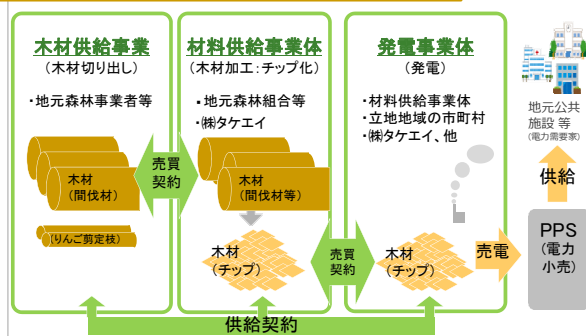 木材供給事業
(木材切り出し)
・地元森林事業者等
木材
(間伐材)
(りんご剪定枝)
売買
契約
材料供給事業体
(木材加工:チップ化)
・地元森林組合等
・㈱タケエイ
木材
(間伐材等)
木材
(チップ)
売買
契約
発電事業体
(発電)
・材料供給事業体
・立地地域の市町村
・㈱タケエイ、他
木材
(チップ)
売電
地元公共
施設 等
(電力需要家)
供給
PPS
(電力
小売)
供給契約